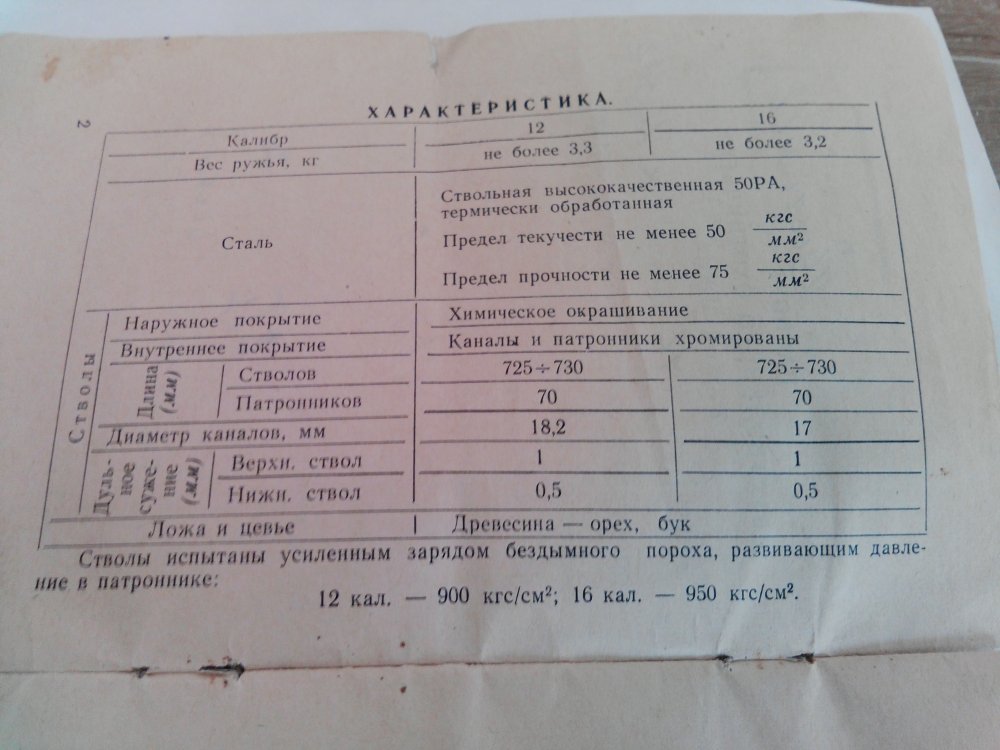 2
ХАРАКТЕРИСТИКА.
Калибр 12 16
Вес ружья, кг не более 3,3 не более 3,2
Сталь
Ствольная высококачественная 50РА,
термически обработанная
Предел текучести не менее 50 кгс/мм²
Предел прочности не менее 75 кгс/мм²
Стволы
Наружное покрытие Химическое окрашивание
Внутреннее покрытие Каналы и патронники хромированы
Длина (мм)
Стволов 725÷730 725÷730
Патронников 70 70
Диаметр каналов, мм 18,2 17
Дуль-
ное
суже-
ние
(мм)
Верхн. ствол 1 1
Нижн. ствол 0,5 0,5
Ложа и цевье Древесина — орех, бук
Стволы испытаны усиленным зарядом бездымного пороха, развивающим давле-
ние в патроннике:
12 кал. — 900 кгс/см²; 16 кал. — 950 кгс/см².